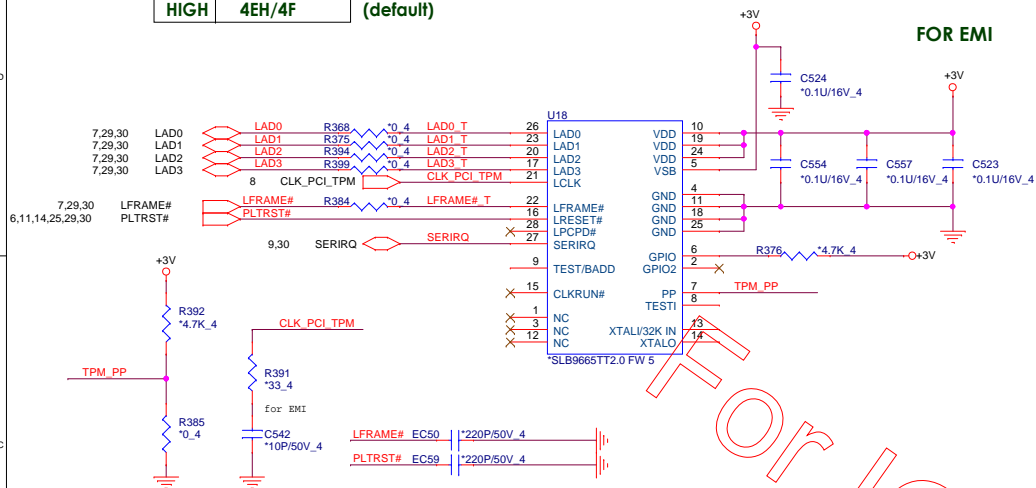 HIGH 4EH/4F (default)
FOR EMI
+3V
C524
*0.1U/16V_4
+3V
U18
7,29,30 LAD0 LAD0 R368 *0_4 LAD0_T 26 LAD0 VDD 10
7,29,30 LAD1 LAD1 R375 *0_4 LAD1_T 23 LAD1 VDD 19
7,29,30 LAD2 LAD2 R394 *0_4 LAD2_T 20 LAD2 VDD 24
7,29,30 LAD3 LAD3 R399 *0_4 LAD3_T 17 LAD3 VSB 5
8 CLK_PCI_TPM CLK_PCI_TPM 21 LCLK
C554
*0.1U/16V_4
C557
*0.1U/16V_4
C523
*0.1U/16V_4
GND 4
7,29,30 LFRAME# LFRAME# R384 *0_4 LFRAME#_T 22 LFRAME# GND 11
6,11,14,25,29,30 PLTRST# PLTRST# 16 LRESET# GND 18
28 LPCPD# GND 25
9,30 SERIRQ SERIRQ 27 SERIRQ
GPIO 6 R376 *4.7K_4 +3V
9 TEST/BADD GPIO2 2
15 CLKRUN# PP 7 TPM_PP
TESTI 8
1 NC
3 NC XTALI/32K IN 13
12 NC XTALO 14
*SLB9665TT2.0 FW 5
+3V
R392
*4.7K_4
TPM_PP
R385
*0_4
CLK_PCI_TPM
R391
*33_4
for EMI
C542
*10P/50V_4
LFRAME# EC50 *220P/50V_4
PLTRST# EC59 *220P/50V_4
For